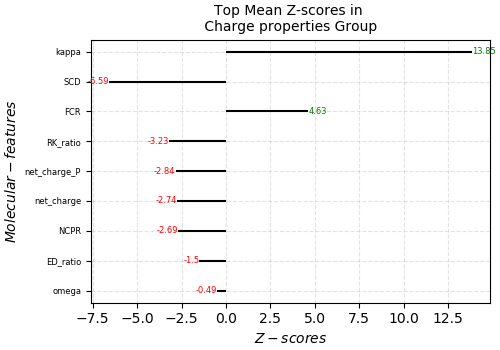 Top Mean Z-scores in
Charge properties Group
kappa 13.85
SCD -6.59
FCR 4.63
RK_ratio -3.23
net_charge_P -2.84
net_charge -2.74
NCPR -2.69
ED_ratio -1.5
omega -0.49
Molecular-features
−7.5 −5.0 −2.5 0.0 2.5 5.0 7.5 10.0 12.5
Z − scores